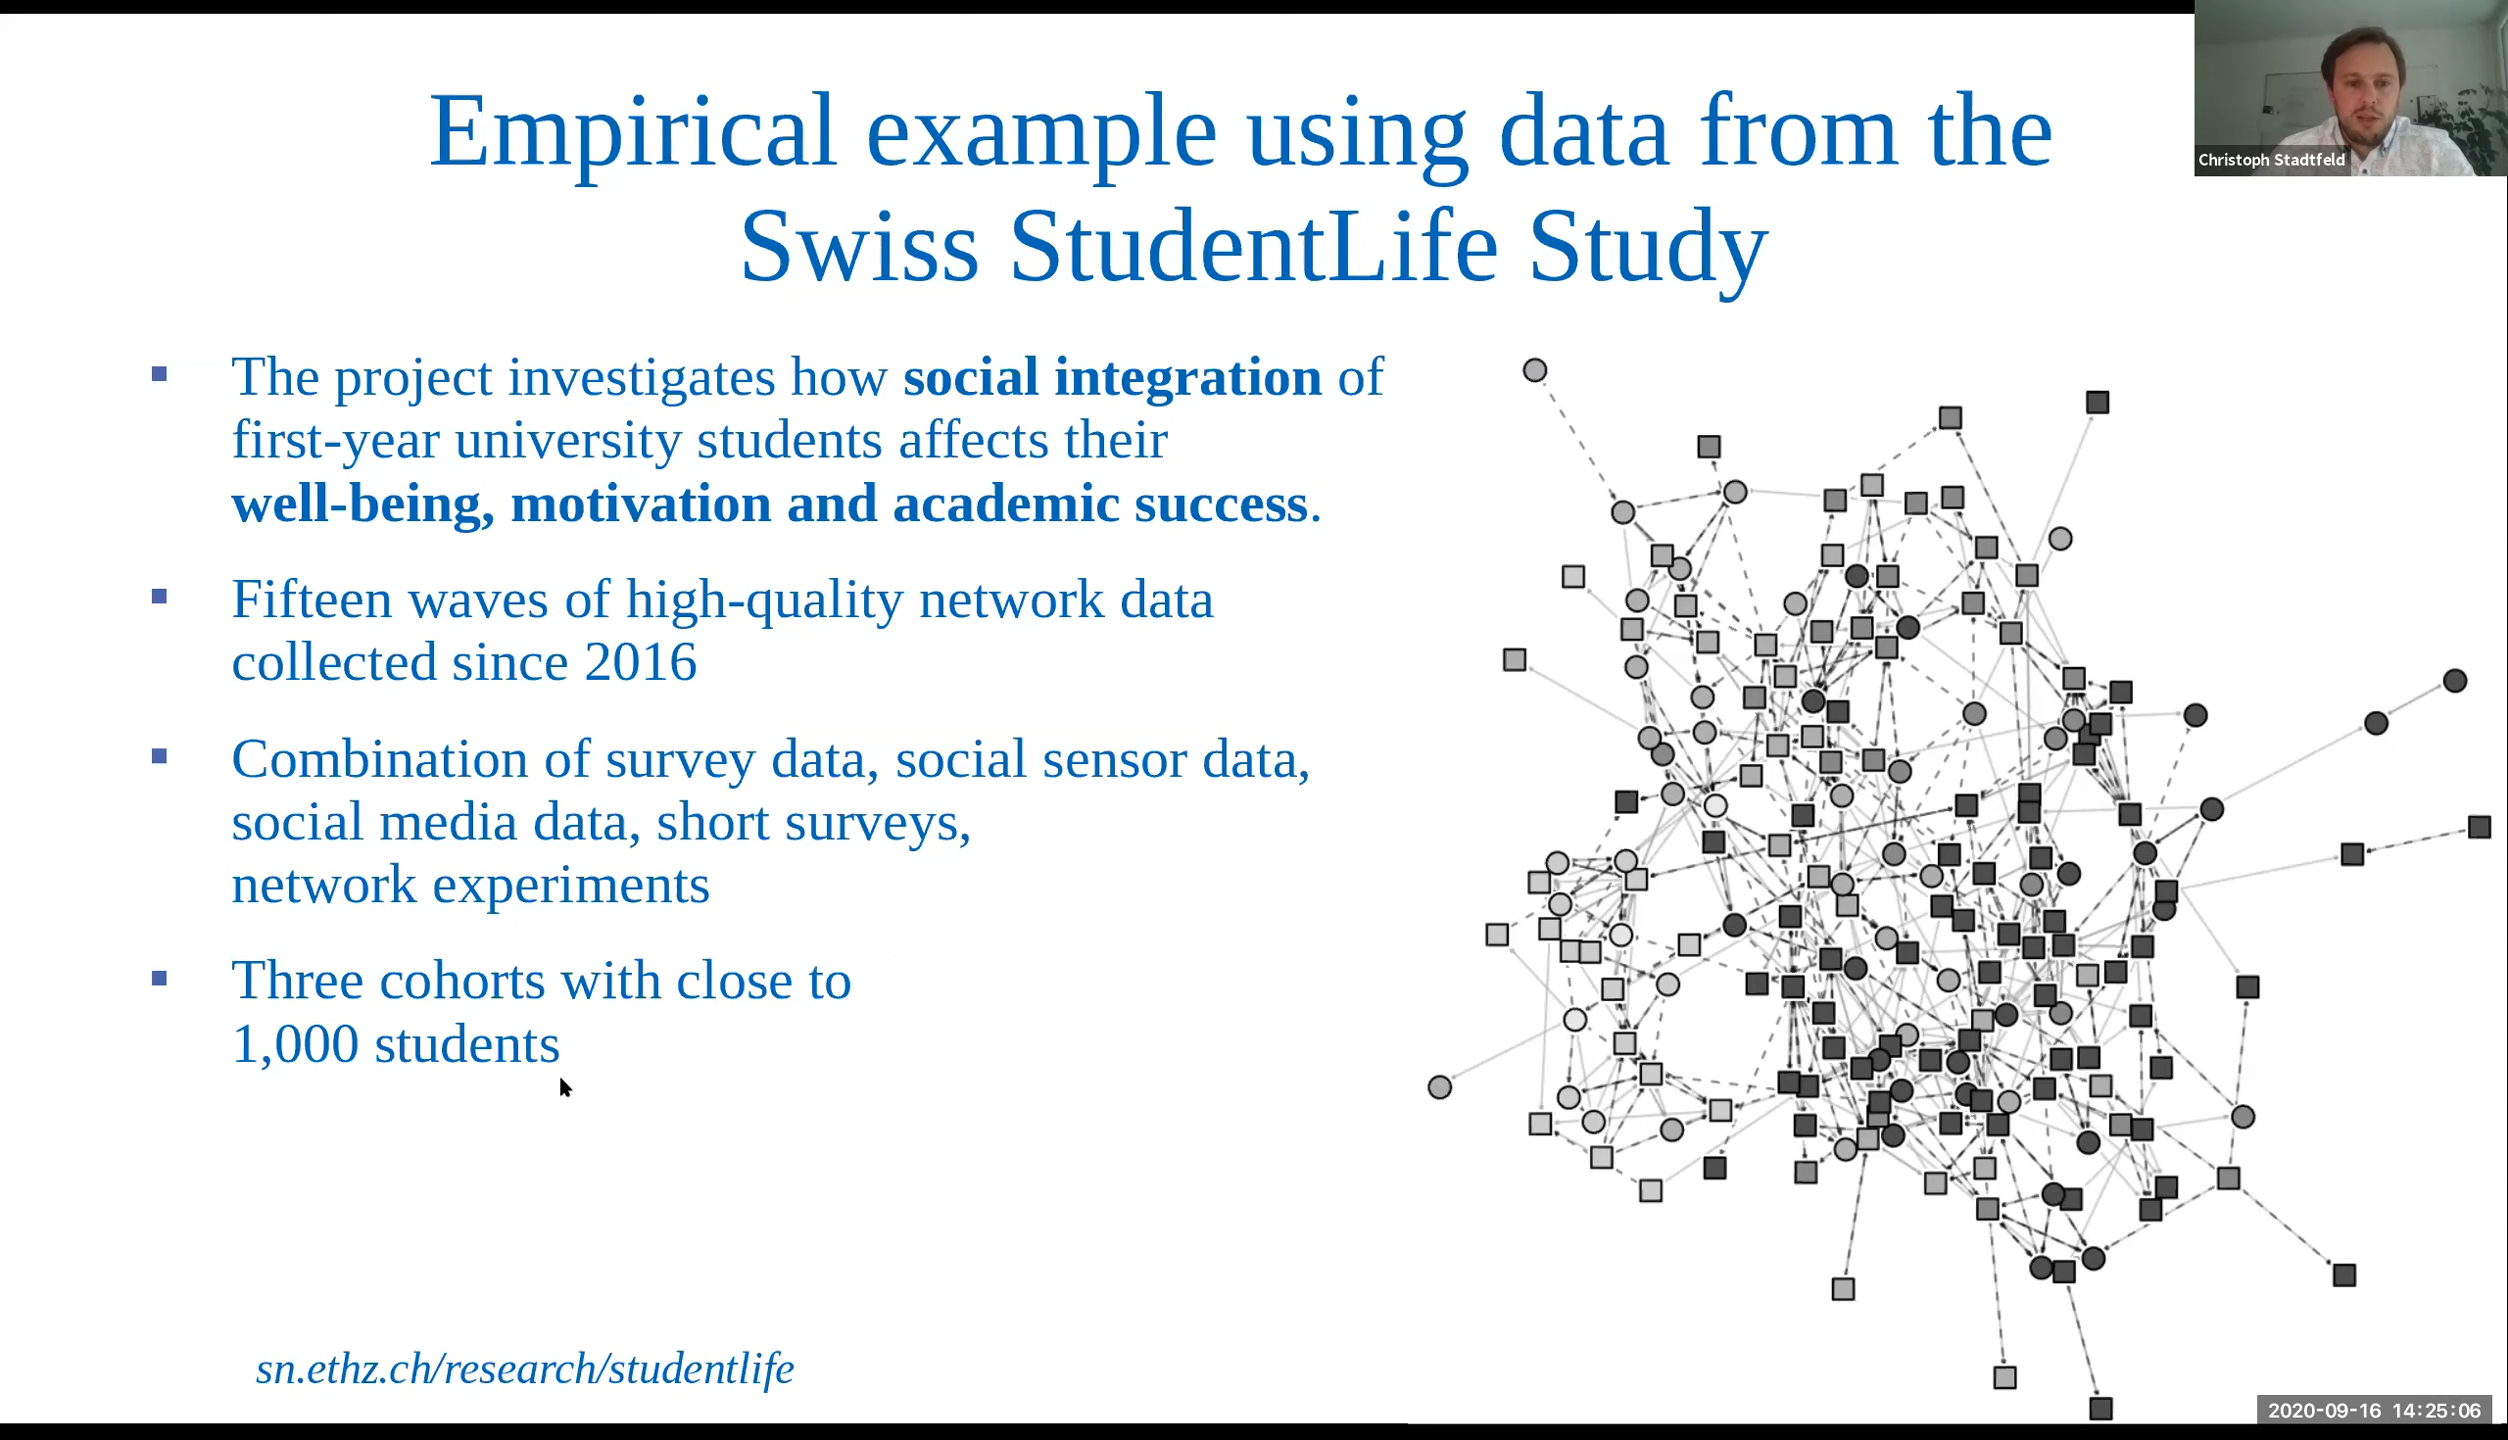 Empirical example using data from the
Swiss StudentLife Study
Christoph Stadtfeld
The project investigates how social integration of
first-year university students affects their
well-being, motivation and academic success.
Fifteen waves of high-quality network data
collected since 2016
Combination of survey data, social sensor data,
social media data, short surveys,
network experiments
Three cohorts with close to
1,000 students
sn.ethz.ch/research/studentlife
2020-09-16 14:25:06